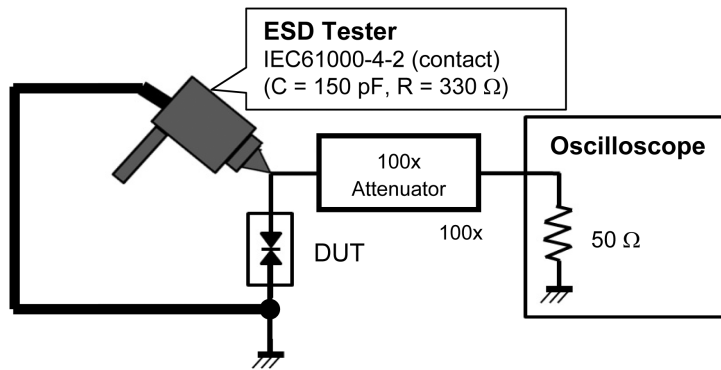 ESD Tester
IEC61000-4-2 (contact)
(C = 150 pF, R = 330 Ω)
Oscilloscope
100x
Attenuator
100x
50 Ω
DUT